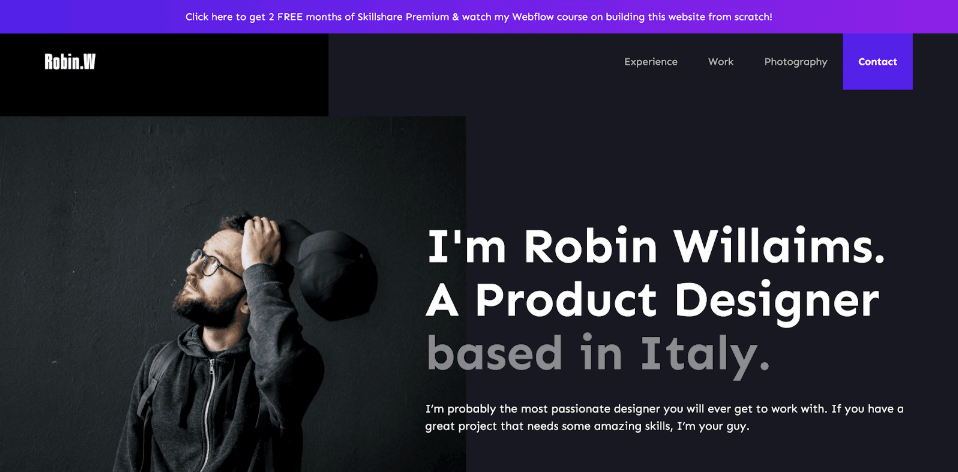 Click here to get 2 FREE months of Skillshare Premium & watch my Webflow course on building this website from scratch!
Robin.W
Experience
Work
Photography
Contact
I'm Robin Willaims.
A Product Designer
based in Italy.
I’m probably the most passionate designer you will ever get to work with. If you have a
great project that needs some amazing skills, I’m your guy.